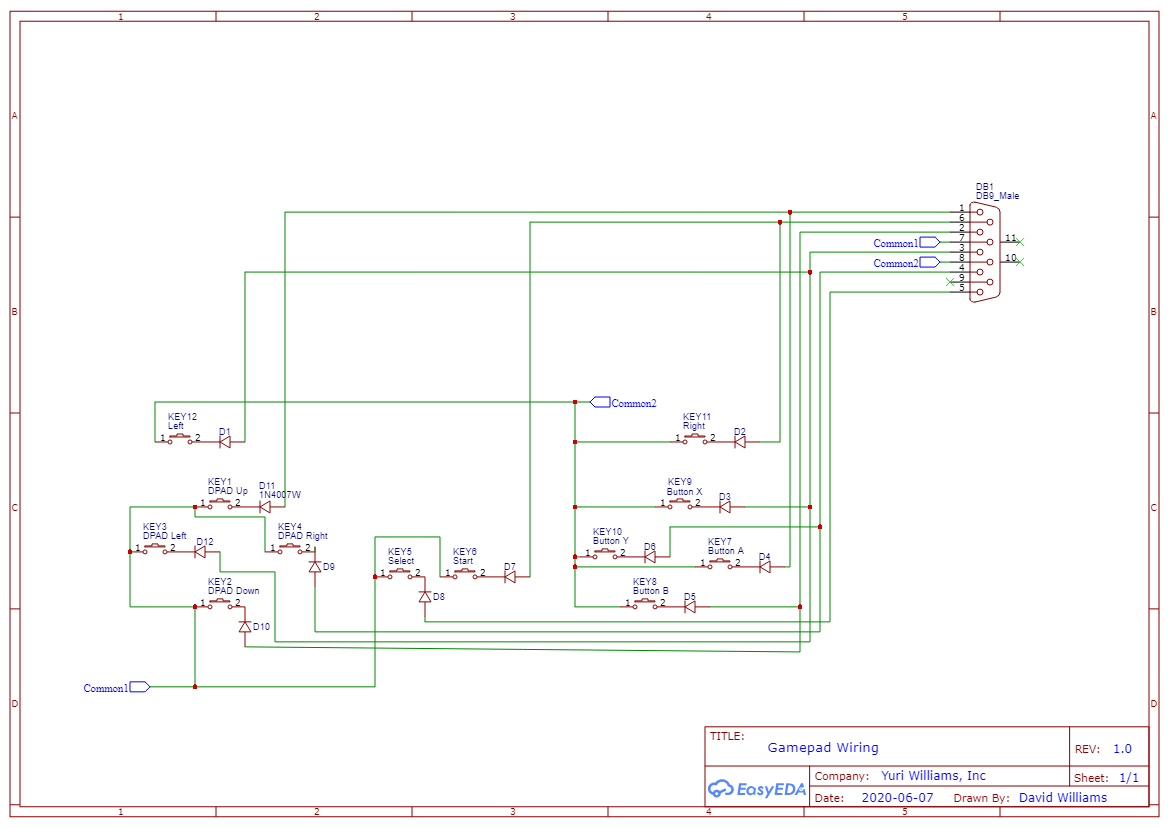 1 2 3 4 5
A A
DB1
DB9_Male
1
6
2
Common1 7 11
3
Common2 8 10
4
9
5
B B
Common2
KEY12
Left
1 2 D1
KEY11
Right
1 2 D2
KEY1
DPAD Up
1 2
D11
1N4007W
KEY9
Button X
1 2 D3
C C
KEY3
DPAD Left
1 2 D12
KEY4
DPAD Right
1 2
D9
KEY10
Button Y
1 2 D6
KEY5
Select
1 2
D8
KEY6
Start
1 2 D7
KEY7
Button A
1 2 D4
KEY2
DPAD Down
1 2
D10
KEY8
Button B
1 2 D5
Common1
D D
TITLE:
Gamepad Wiring
REV: 1.0
EasyEDA
Company: Yuri Williams, Inc
Sheet: 1/1
Date: 2020-06-07 Drawn By: David Williams
1 2 3 4 5